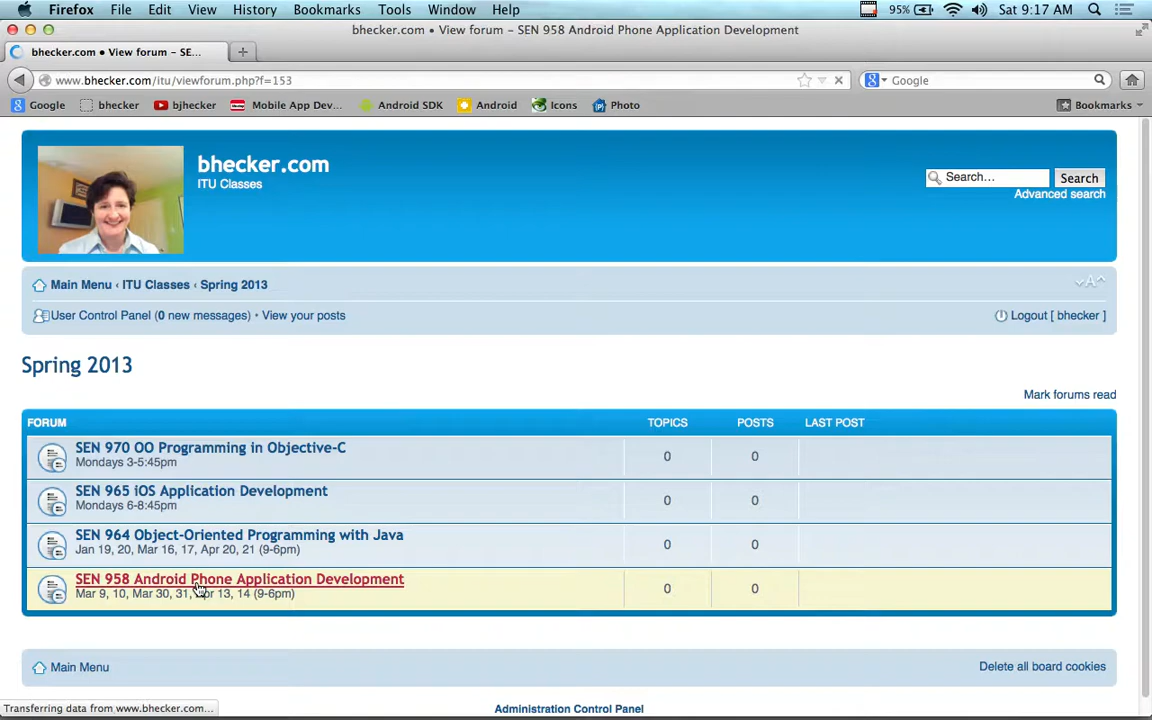 Firefox File Edit View History Bookmarks Tools Window Help 95% Sat 9:17 AM
bhecker.com • View forum – SEN 958 Android Phone Application Development
bhecker.com • View forum – SE... +
www.bhecker.com/itu/viewforum.php?f=153 Google
Google bhecker bjhecker Mobile App Dev... Android SDK Android Icons Photo Bookmarks
bhecker.com
ITU Classes
Search... Search
Advanced search
Main Menu ‹ ITU Classes ‹ Spring 2013
User Control Panel (0 new messages) • View your posts Logout [ bhecker ]
Spring 2013
Mark forums read
FORUM TOPICS POSTS LAST POST
SEN 970 OO Programming in Objective-C
Mondays 3-5:45pm 0 0
SEN 965 iOS Application Development
Mondays 6-8:45pm 0 0
SEN 964 Object-Oriented Programming with Java
Jan 19, 20, Mar 16, 17, Apr 20, 21 (9-6pm) 0 0
SEN 958 Android Phone Application Development
Mar 9, 10, Mar 30, 31, Apr 13, 14 (9-6pm) 0 0
Main Menu Delete all board cookies
Transferring data from www.bhecker.com...
Administration Control Panel